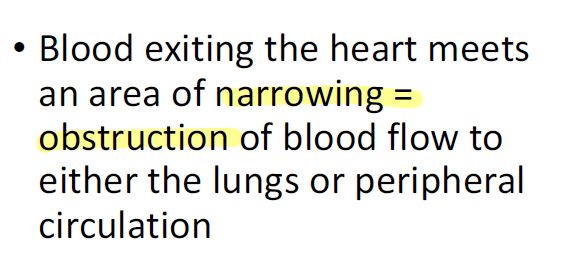 • Blood exiting the heart meets
an area of narrowing =
obstruction of blood flow to
either the lungs or peripheral
circulation